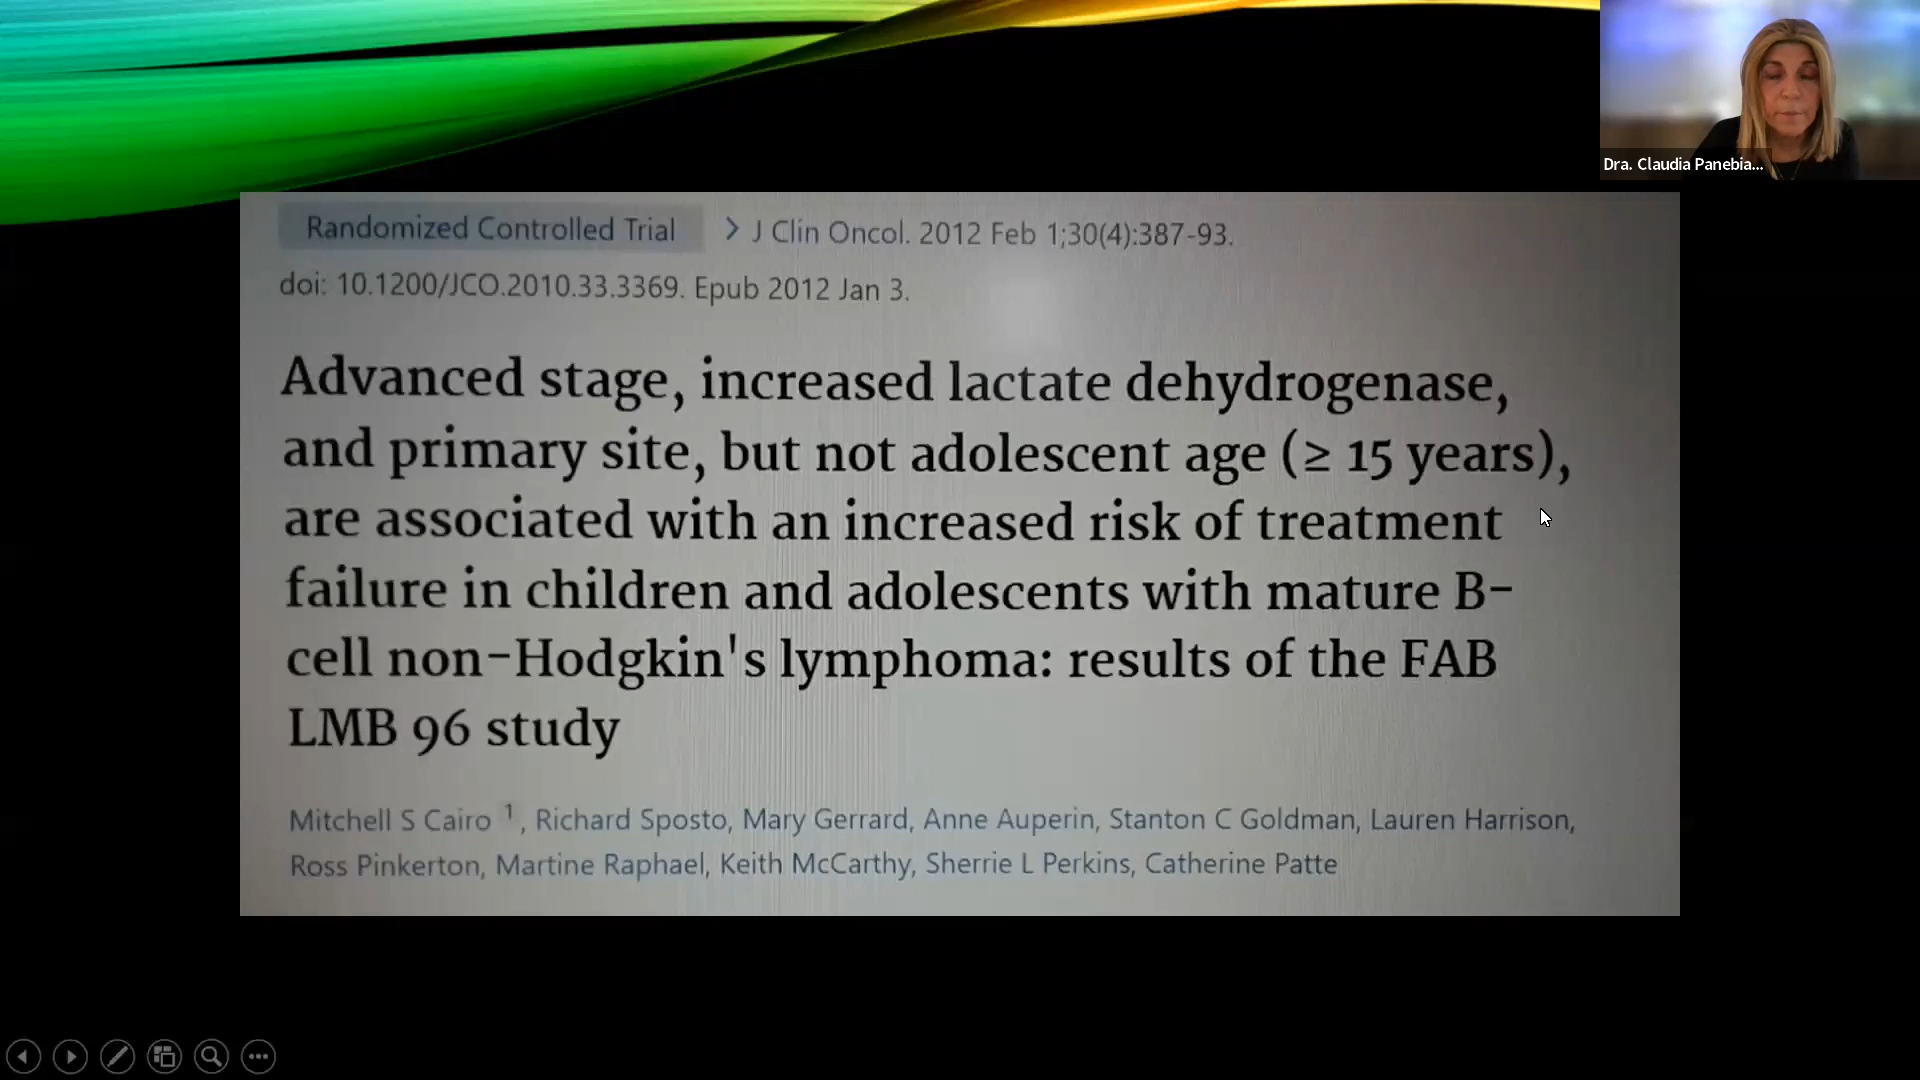 Dra. Claudia Panebia...
Randomized Controlled Trial > J Clin Oncol. 2012 Feb 1;30(4):387-93.
doi: 10.1200/JCO.2010.33.3369. Epub 2012 Jan 3.
Advanced stage, increased lactate dehydrogenase,
and primary site, but not adolescent age (≥ 15 years),
are associated with an increased risk of treatment
failure in children and adolescents with mature B-
cell non-Hodgkin's lymphoma: results of the FAB
LMB 96 study
Mitchell S Cairo 1, Richard Sposto, Mary Gerrard, Anne Auperin, Stanton C Goldman, Lauren Harrison,
Ross Pinkerton, Martine Raphael, Keith McCarthy, Sherrie L Perkins, Catherine Patte